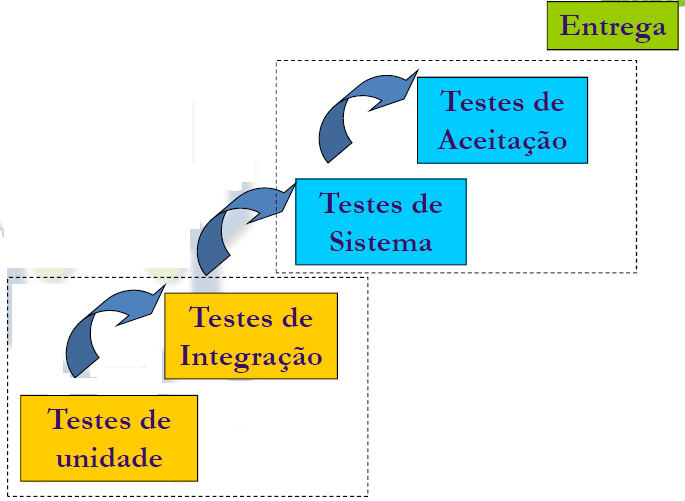 Entrega
Testes de
Aceitação
Testes de
Sistema
Testes de
Integração
Testes de
unidade